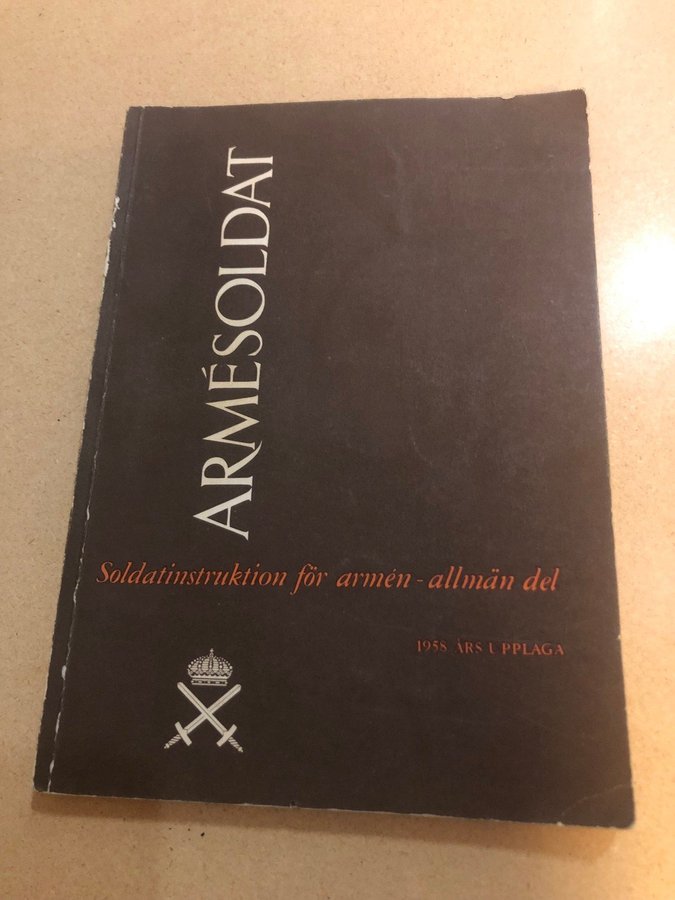 ARMÉSOLDAT
Soldatinstruktion för armén - allmän del
1958 ÅRS UPPLAGA